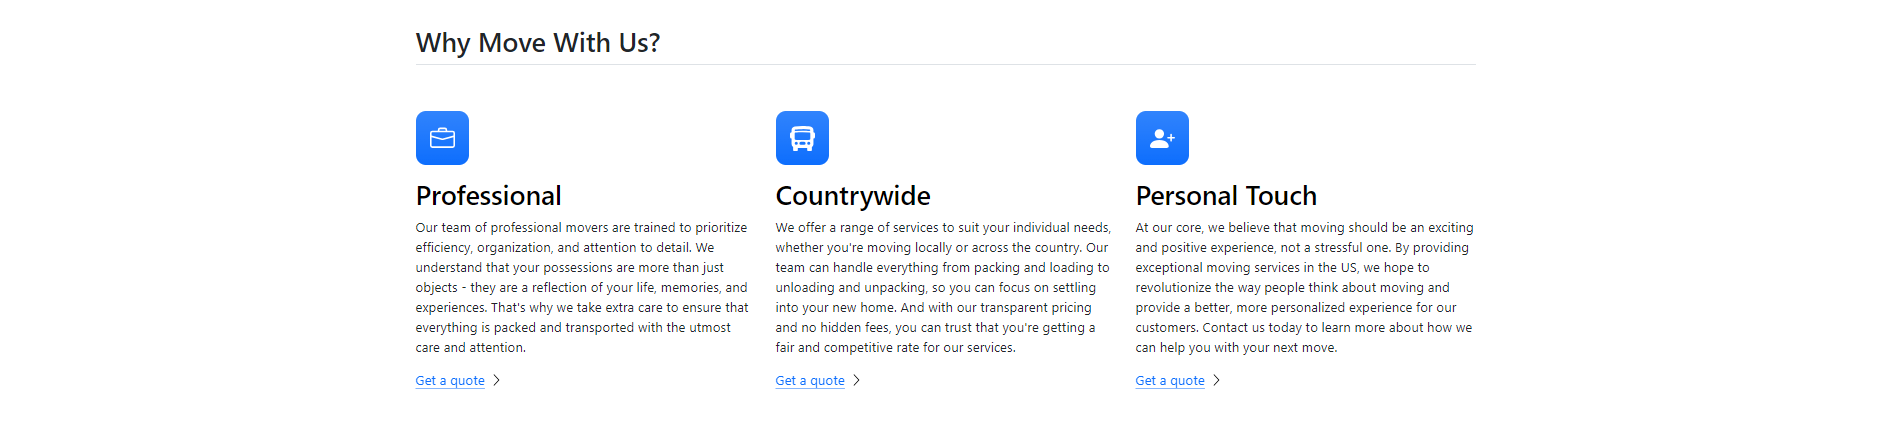 Why Move With Us?
Professional
Our team of professional movers are trained to prioritize
efficiency, organization, and attention to detail. We
understand that your possessions are more than just
objects - they are a reflection of your life, memories, and
experiences. That's why we take extra care to ensure that
everything is packed and transported with the utmost
care and attention.
Get a quote
Countrywide
We offer a range of services to suit your individual needs,
whether you're moving locally or across the country. Our
team can handle everything from packing and loading to
unloading and unpacking, so you can focus on settling
into your new home. And with our transparent pricing
and no hidden fees, you can trust that you're getting a
fair and competitive rate for our services.
Get a quote
Personal Touch
At our core, we believe that moving should be an exciting
and positive experience, not a stressful one. By providing
exceptional moving services in the US, we hope to
revolutionize the way people think about moving and
provide a better, more personalized experience for our
customers. Contact us today to learn more about how we
can help you with your next move.
Get a quote